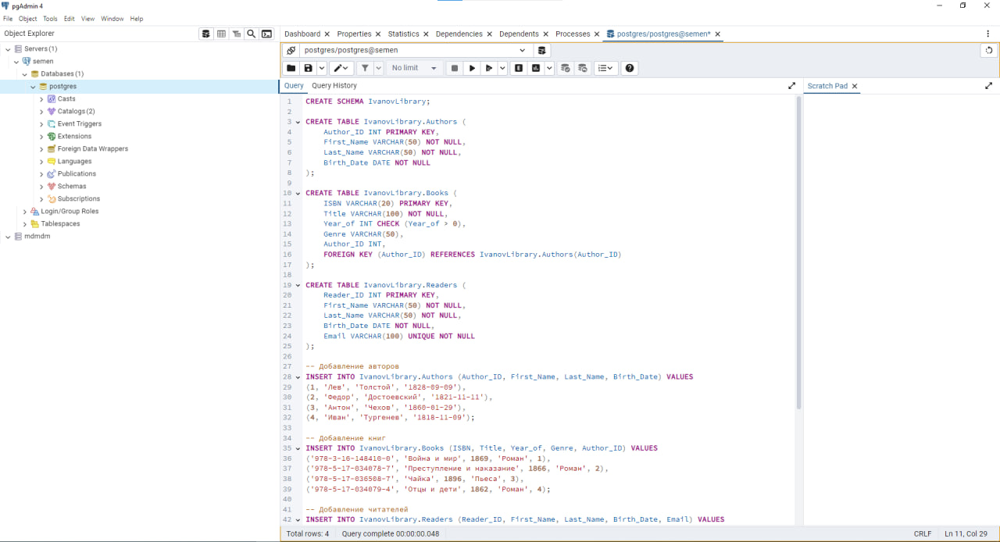 pgAdmin 4
File Object Tools Edit View Window Help
Object Explorer
Servers (1)
semen
Databases (1)
postgres
Casts
Catalogs (2)
Event Triggers
Extensions
Foreign Data Wrappers
Languages
Publications
Schemas
Subscriptions
Login/Group Roles
Tablespaces
mdmdm
Dashboard Properties Statistics Dependencies Dependents Processes postgres/postgres@semen*
postgres/postgres@semen
No limit
Query Query History
Scratch Pad
1 CREATE SCHEMA IvanovLibrary;
2
3 CREATE TABLE IvanovLibrary.Authors (
4 Author_ID INT PRIMARY KEY,
5 First_Name VARCHAR(50) NOT NULL,
6 Last_Name VARCHAR(50) NOT NULL,
7 Birth_Date DATE NOT NULL
8 );
9
10 CREATE TABLE IvanovLibrary.Books (
11 ISBN VARCHAR(20) PRIMARY KEY,
12 Title VARCHAR(100) NOT NULL,
13 Year_of INT CHECK (Year_of > 0),
14 Genre VARCHAR(50),
15 Author_ID INT,
16 FOREIGN KEY (Author_ID) REFERENCES IvanovLibrary.Authors(Author_ID)
17 );
18
19 CREATE TABLE IvanovLibrary.Readers (
20 Reader_ID INT PRIMARY KEY,
21 First_Name VARCHAR(50) NOT NULL,
22 Last_Name VARCHAR(50) NOT NULL,
23 Birth_Date DATE NOT NULL,
24 Email VARCHAR(100) UNIQUE NOT NULL
25 );
26
27 -- Добавление авторов
28 INSERT INTO IvanovLibrary.Authors (Author_ID, First_Name, Last_Name, Birth_Date) VALUES
29 (1, 'Лев', 'Толстой', '1828-09-09'),
30 (2, 'Федор', 'Достоевский', '1821-11-11'),
31 (3, 'Антон', 'Чехов', '1860-01-29'),
32 (4, 'Иван', 'Тургенев', '1818-11-09');
33
34 -- Добавление книг
35 INSERT INTO IvanovLibrary.Books (ISBN, Title, Year_of, Genre, Author_ID) VALUES
36 ('978-3-16-148410-0', 'Война и мир', 1869, 'Роман', 1),
37 ('978-5-17-034078-7', 'Преступление и наказание', 1866, 'Роман', 2),
38 ('978-5-17-036508-7', 'Чайка', 1896, 'Пьеса', 3),
39 ('978-5-17-034079-4', 'Отцы и дети', 1862, 'Роман', 4);
40
41 -- Добавление читателей
42 INSERT INTO IvanovLibrary.Readers (Reader_ID, First_Name, Last_Name, Birth_Date, Email) VALUES
Total rows: 4 Query complete 00:00:00.048 CRLF Ln 11, Col 29